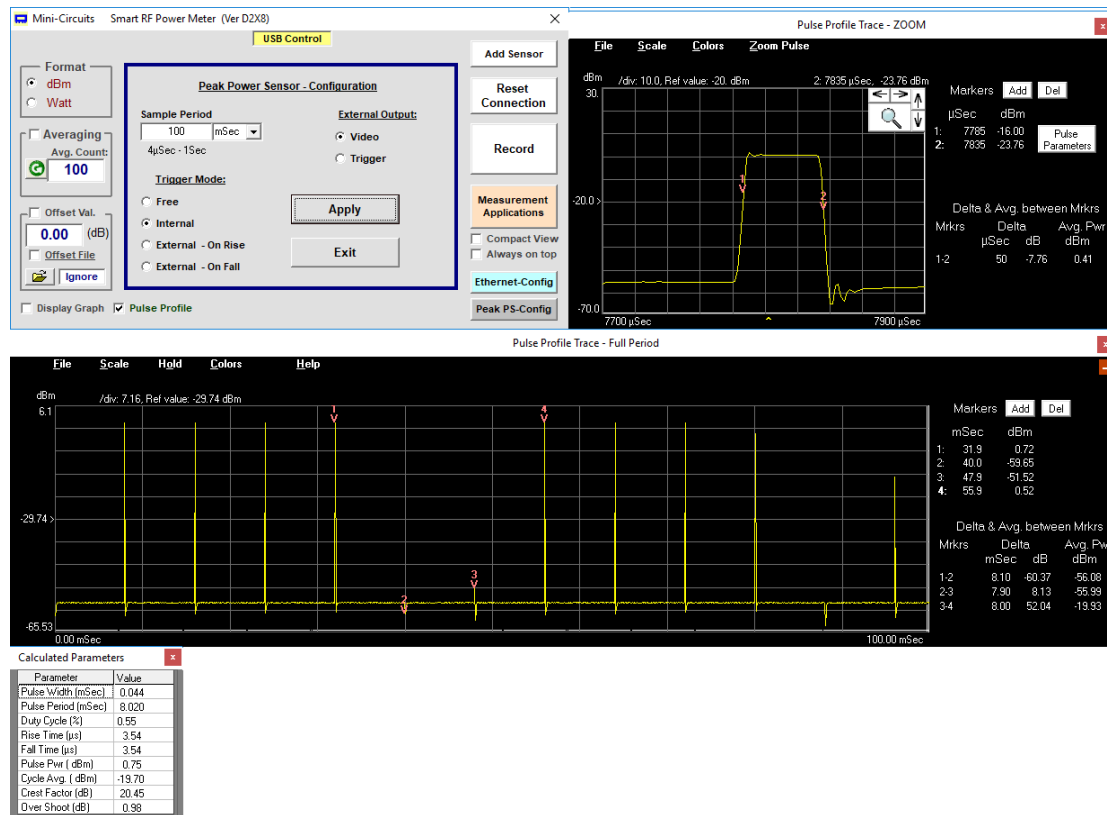 Mini-Circuits Smart RF Power Meter (Ver D2X8)
USB Control
Format
dBm
Watt
Averaging
Avg. Count:
100
Offset Val.
0.00 (dB)
Offset File
Ignore
Display Graph Pulse Profile
Peak Power Sensor - Configuration
Sample Period
100 mSec
4µSec - 1Sec
Trigger Mode:
Free
Internal
External - On Rise
External - On Fall
External Output:
Video
Trigger
Apply
Exit
Add Sensor
Reset
Connection
Record
Measurement
Applications
Compact View
Always on top
Ethernet-Config
Peak PS-Config
Pulse Profile Trace - ZOOM
x
File Scale Colors Zoom Pulse
dBm /div: 10.0, Ref value: -20. dBm 2: 7835 µSec, -23.76 dBm
30.
-20.0 >
-70.0
1
2
7700 µSec 7900 µSec
Markers Add Del
µSec dBm
1: 7785 -16.00
2: 7835 -23.76
Pulse
Parameters
Delta & Avg. between Mrkrs
Mrkrs Delta Avg. Pwr
µSec dB dBm
1-2 50 -7.76 0.41
Pulse Profile Trace - Full Period
x
File Scale Hold Colors Help
dBm /div: 7.16, Ref value: -29.74 dBm
6.1
-29.74 >
-65.53
1
2
3
4
0.00 mSec 100.00 mSec
Markers Add Del
mSec dBm
1: 31.9 0.72
2: 40.0 -59.65
3: 47.9 -51.52
4: 55.9 0.52
Delta & Avg. between Mrkrs
Mrkrs Delta Avg. Pw
mSec dB dBm
1-2 8.10 -60.37 -56.08
2-3 7.90 8.13 -55.99
3-4 8.00 52.04 -19.93
Calculated Parameters x
Parameter Value
Pulse Width (mSec) 0.044
Pulse Period (mSec) 8.020
Duty Cycle (%) 0.55
Rise Time (µs) 3.54
Fall Time (µs) 3.54
Pulse Pwr ( dBm) 0.75
Cycle Avg. ( dBm) -19.70
Crest Factor (dB) 20.45
Over Shoot (dB) 0.98